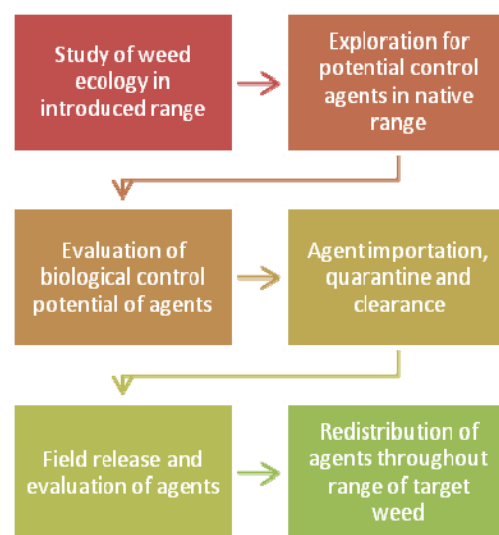 Study of weed
ecology in
introduced range
Exploration for
potential control
agents in native
range
Evaluation of
biological control
potential of agents
Agent importation,
quarantine and
clearance
Field release and
evaluation of agents
Redistribution of
agents throughout
range of target
weed